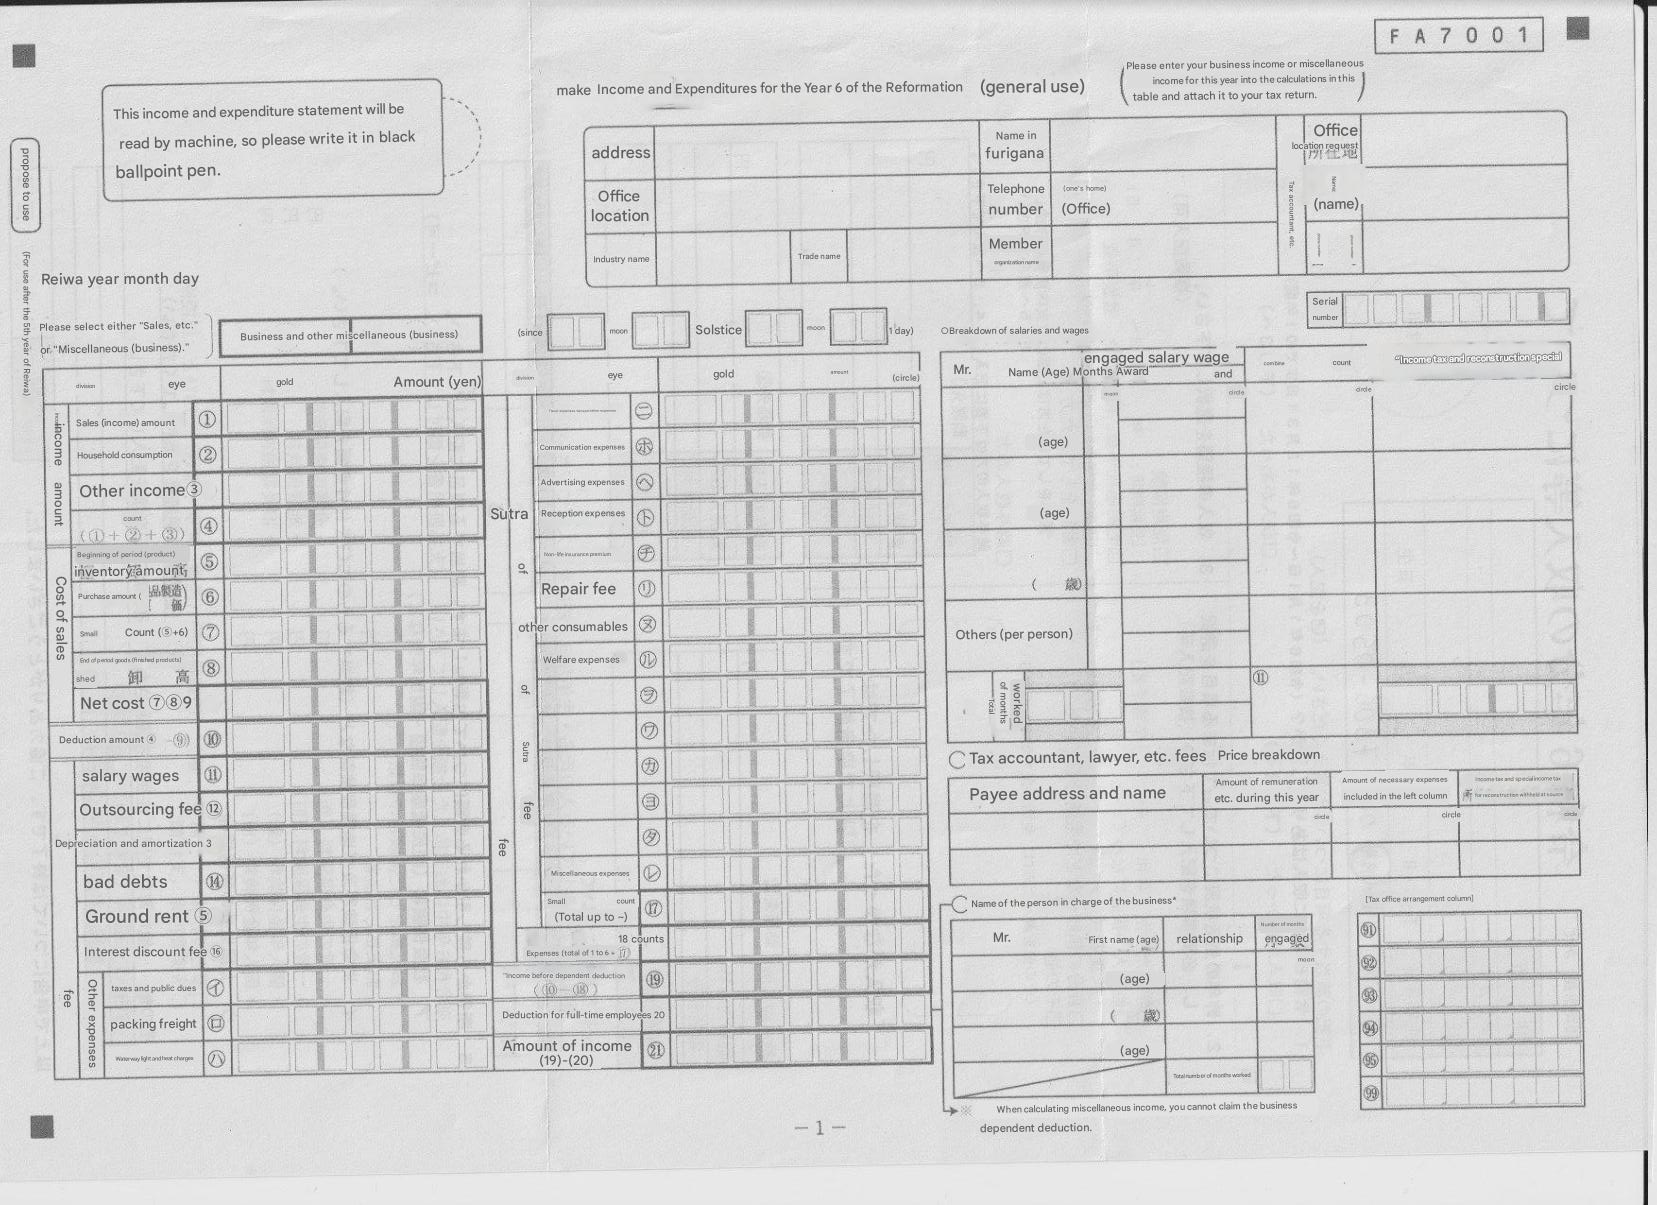 F A 7 0 0 1
This income and expenditure statement will be
read by machine, so please write it in black
ballpoint pen.
make Income and Expenditures for the Year 6 of the Reformation (general use)
Please enter your business income or miscellaneous
income for this year into the calculations in this
table and attach it to your tax return.
propose to use
(For use after the 5th year of Reiwa)
address
Name in
furigana
Office
location request
所在地
Office
location
Telephone
number
(one's home)
(Office)
Tax accountant, etc.
Name
(name)
Industry name
Trade name
Member
organization name
Reiwa year month day
Serial
number
Please select either "Sales, etc."
or "Miscellaneous (business)."
Business and other miscellaneous (business)
(since
moon
Solstice
moon
1 day)
division
eye
gold
Amount (yen)
income
amount
Sales (income) amount ①
Household consumption ②
Other income ③
count
(①+②+③) ④
Cost of sales
Beginning of period (product)
inventory amount ⑤
Purchase amount ( 品製造
価) ⑥
Small Count (⑤+6) ⑦
End of period goods (finished products)
shed 卸 高 ⑧
Net cost ⑦⑧9
Deduction amount ④ -⑨) ⑩
salary wages ⑪
Outsourcing fee ⑫
Depreciation and amortization 3
bad debts ⑭
Ground rent ⑤
Interest discount fee ⑯
fee
Other expenses
taxes and public dues ㋑
packing freight ㋺
Waterway light and heat charges ㋩
division
eye
gold
amount
(circle)
Sutra
of
fee
Sutra
of
fee
㋥
Communication expenses ㋭
Advertising expenses ㋬
Reception expenses ㋣
Non-life insurance premium ㋠
Repair fee ㋷
other consumables ㋦
Welfare expenses ㋸
㋾
㋻
㋕
㋵
㋟
Miscellaneous expenses ㋹
Small count
(Total up to ~) ⑰
18 counts
Expenses (total of 1 to 6 + ⑰)
"Income before dependent deduction
(⑩-⑱) ⑲
Deduction for full-time employees 20
Amount of income
(19)-(20) ㉑
○Breakdown of salaries and wages
Mr.
Name (Age) Months Award
engaged salary wage
and
combine
count
"Income tax and reconstruction special
moon
circle
circle
circle
(age)
(age)
( 歳)
Others (per person)
Total
of months
worked
⑪
Tax accountant, lawyer, etc. fees Price breakdown
Payee address and name
Amount of remuneration
etc. during this year
Amount of necessary expenses
included in the left column
Income tax and special income tax
for reconstruction withheld at source
circle
circle
circle
Name of the person in charge of the business*
Mr.
First name (age)
relationship
Number of months
engaged
moon
(age)
( 歳)
(age)
Total number of months worked
※ When calculating miscellaneous income, you cannot claim the business
dependent deduction.
[Tax office arrangement column]
91
92
93
94
95
99
— 1 —